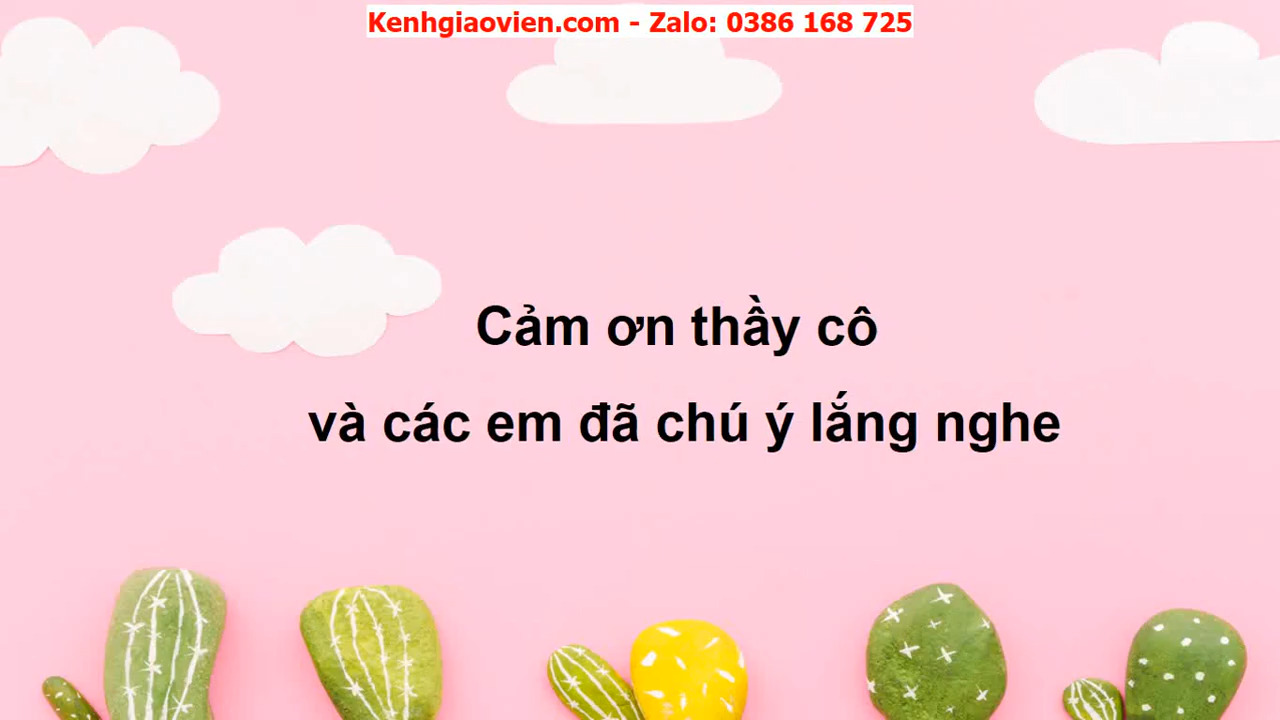 Kenhgiaovien.com - Zalo: 0386 168 725
Cảm ơn thầy cô
và các em đã chú ý lắng nghe